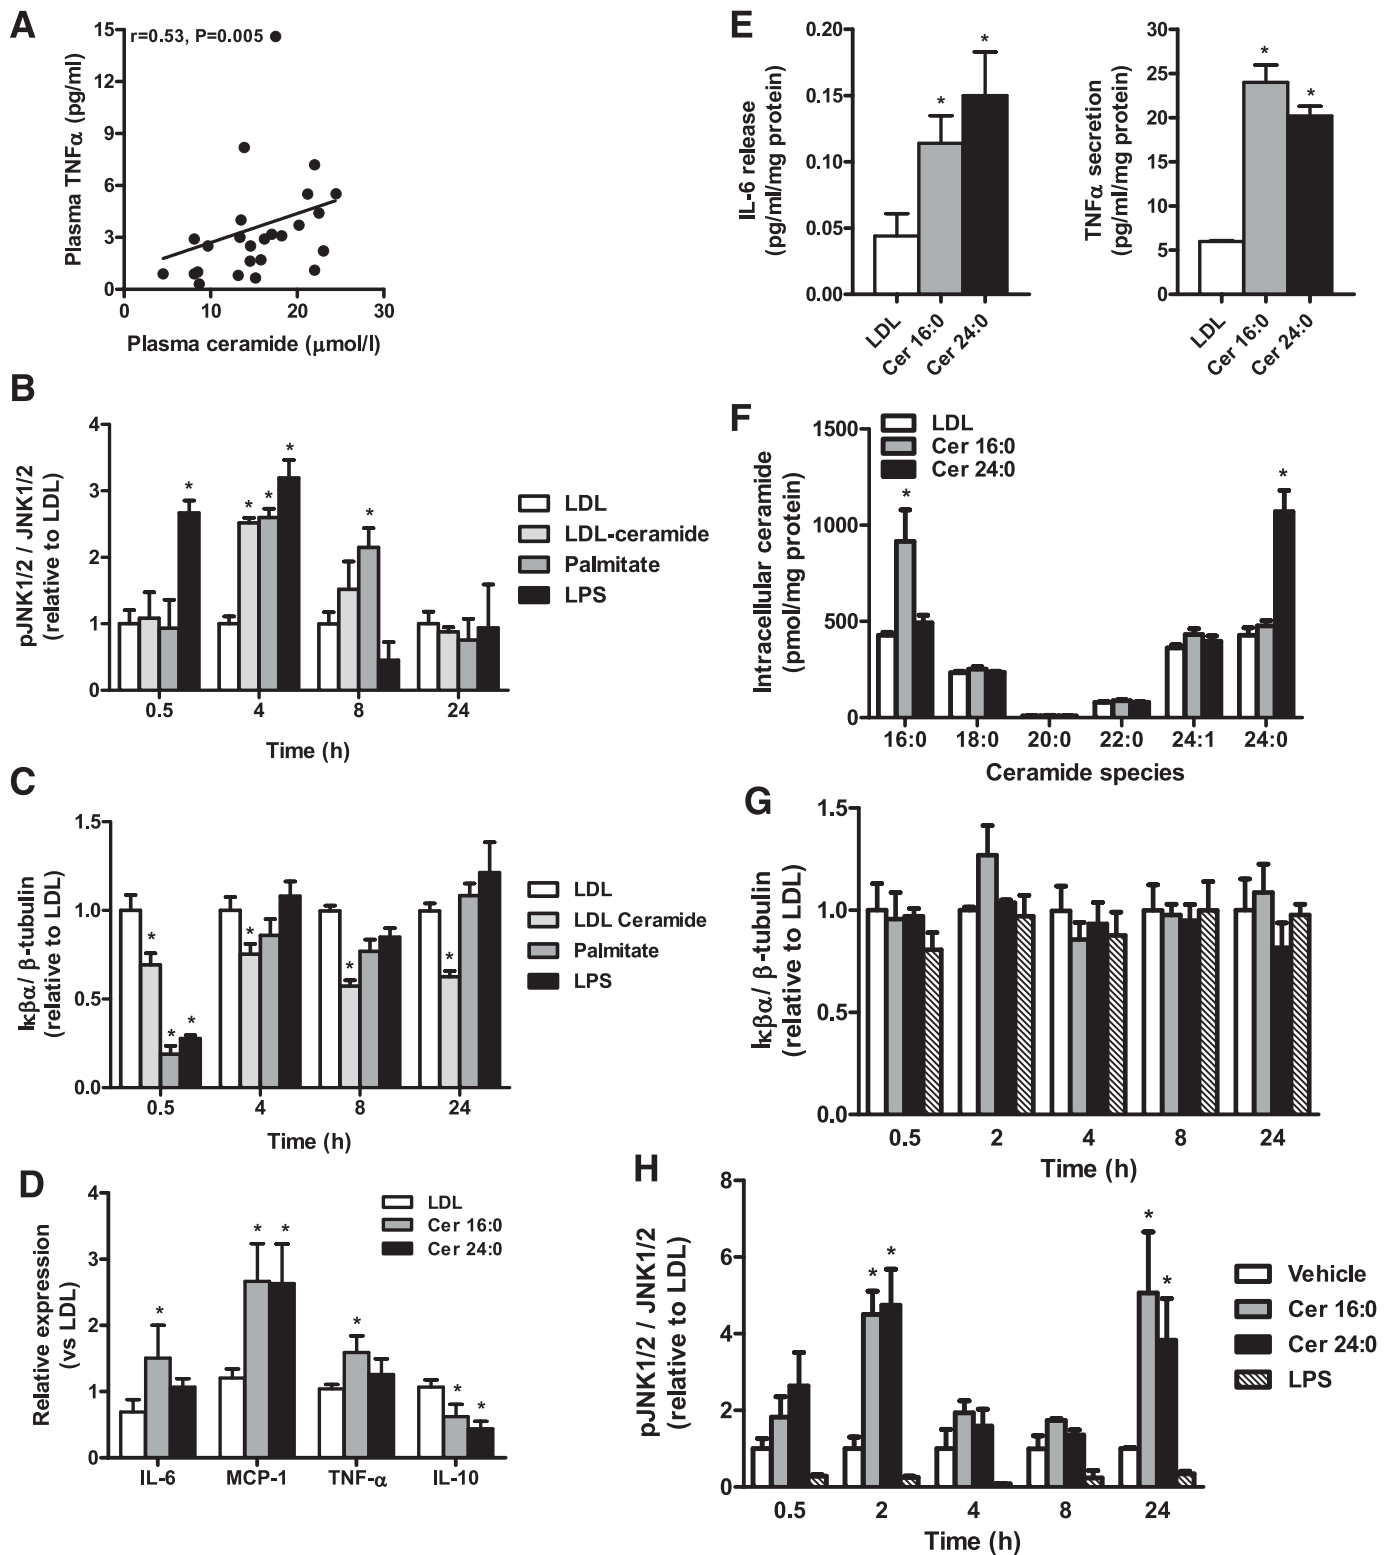 A
r=0.53, P=0.005
Plasma TNFα (pg/ml)
15
12
9
6
3
0
0 10 20 30
Plasma ceramide (μmol/l)
B
pJNK1/2 / JNK1/2
(relative to LDL)
4
3
2
1
0
0.5 4 8 24
Time (h)
LDL
LDL-ceramide
Palmitate
LPS
* * * * *
C
Iκβα/ β-tubulin
(relative to LDL)
1.5
1.0
0.5
0.0
0.5 4 8 24
Time (h)
LDL
LDL Ceramide
Palmitate
LPS
* * * * * *
D
Relative expression
(vs LDL)
4
3
2
1
0
IL-6 MCP-1 TNF-α IL-10
LDL
Cer 16:0
Cer 24:0
* * * * * *
E
IL-6 release
(pg/ml/mg protein)
0.20
0.15
0.10
0.05
0.00
LDL
Cer 16:0
Cer 24:0
* *
TNFα secretion
(pg/ml/mg protein)
30
25
20
15
10
5
0
LDL
Cer 16:0
Cer 24:0
* *
F
Intracellular ceramide
(pmol/mg protein)
1500
1000
500
0
LDL
Cer 16:0
Cer 24:0
* *
16:0 18:0 20:0 22:0 24:1 24:0
Ceramide species
G
Iκβα/ β-tubulin
(relative to LDL)
1.5
1.0
0.5
0.0
0.5 2 4 8 24
Time (h)
H
pJNK1/2 / JNK1/2
(relative to LDL)
8
6
4
2
0
0.5 2 4 8 24
Time (h)
Vehicle
Cer 16:0
Cer 24:0
LPS
* * * *